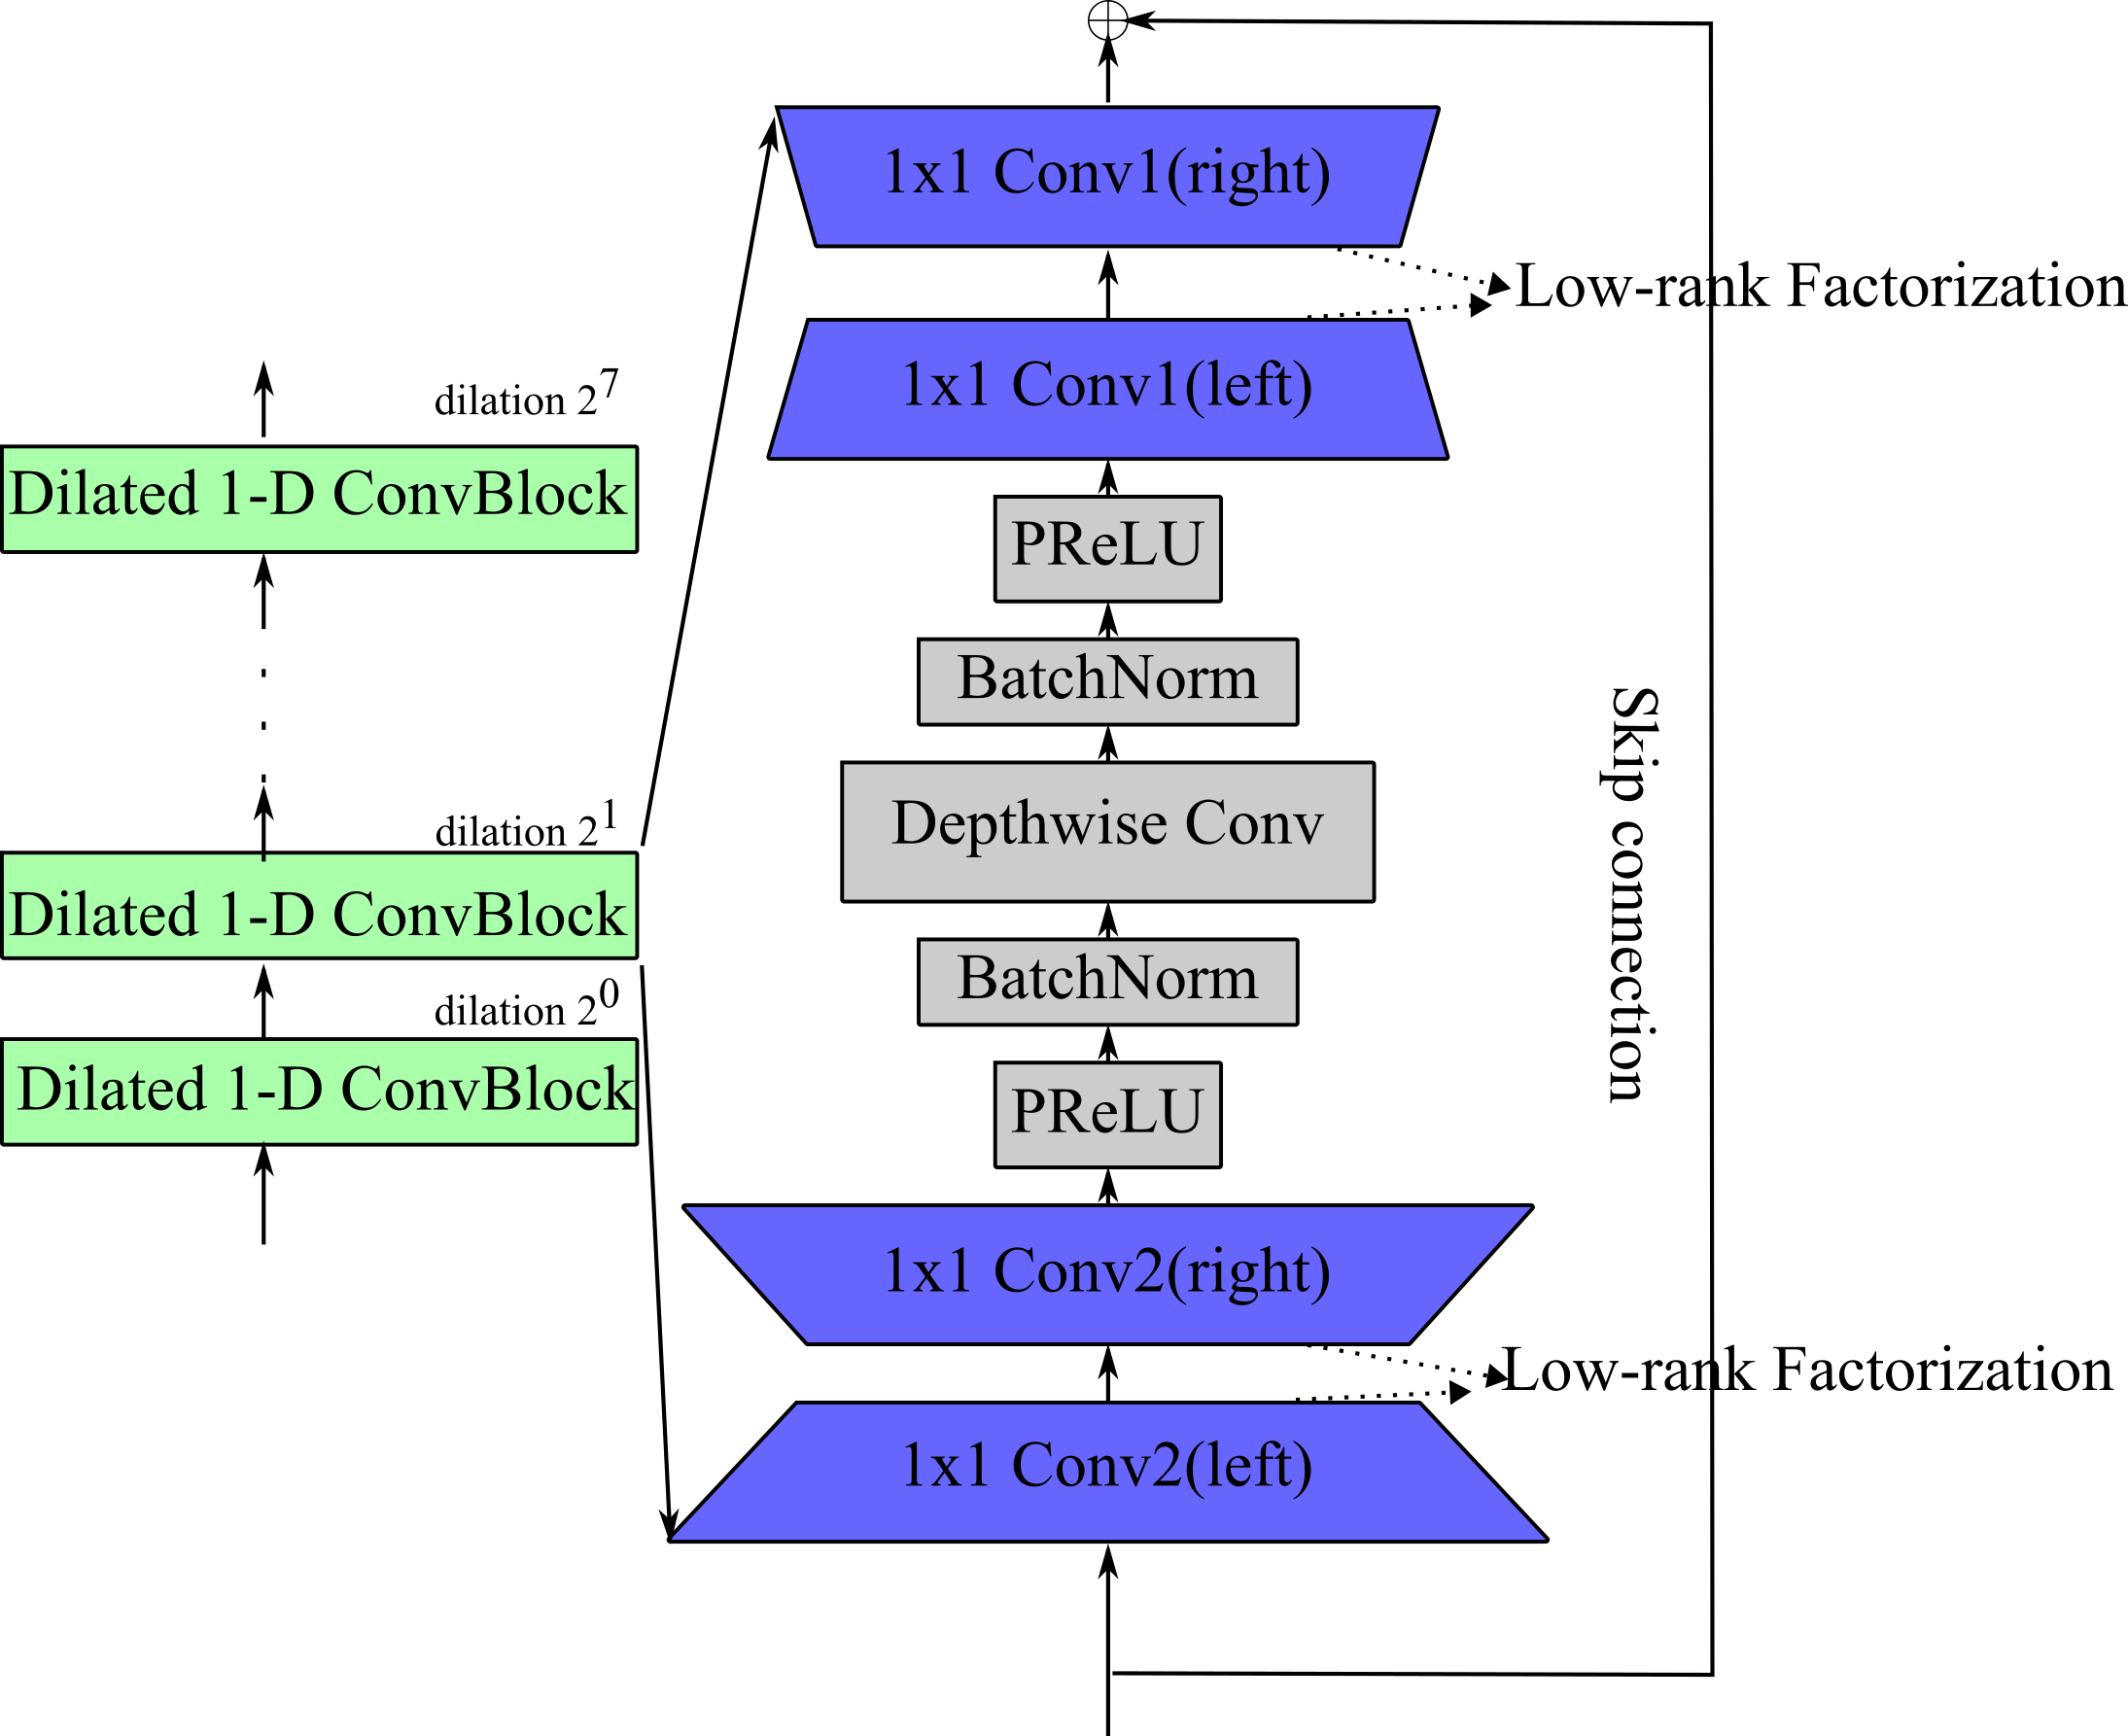 1x1 Conv1(right)
Low-rank Factorization
1x1 Conv1(left)
dilation 2^7
Dilated 1-D ConvBlock
PReLU
BatchNorm
Skip connection
Depthwise Conv
dilation 2^1
Dilated 1-D ConvBlock
BatchNorm
dilation 2^0
Dilated 1-D ConvBlock
PReLU
1x1 Conv2(right)
Low-rank Factorization
1x1 Conv2(left)